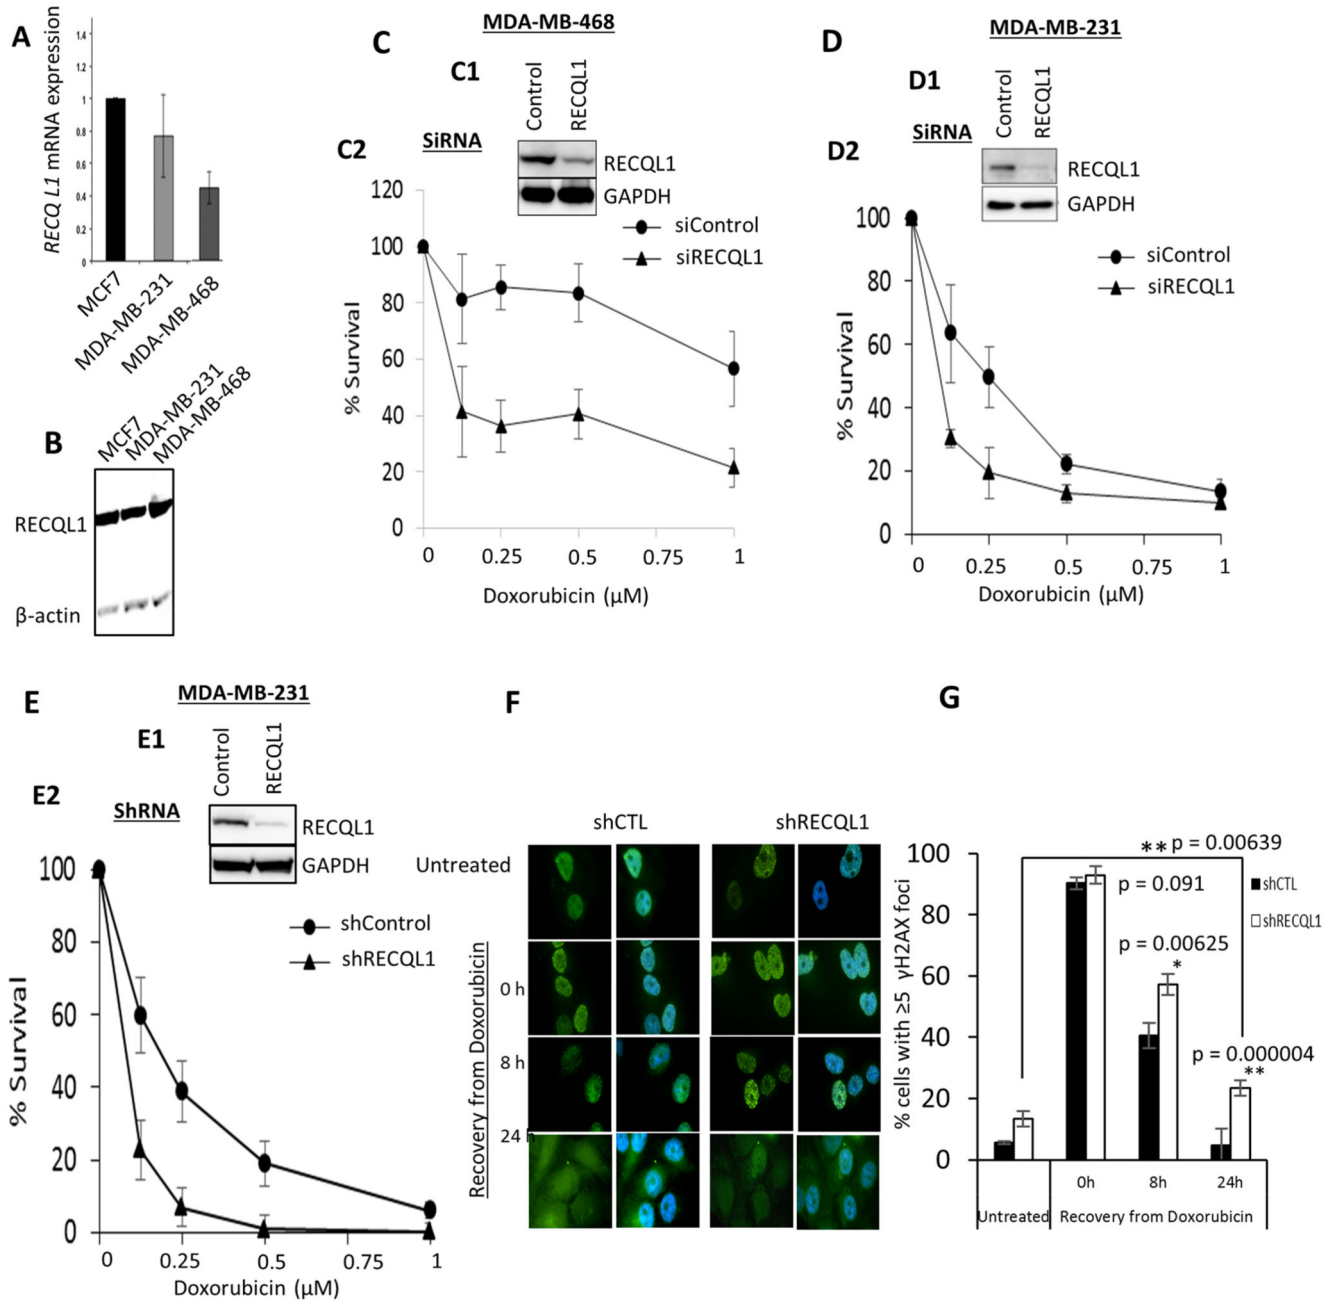 A
RECQ L1 mRNA expression
1.4
1.2
1
0.8
0.6
0.4
0.2
0
MCF7
MDA-MB-231
MDA-MB-468
B
MCF7
MDA-MB-231
MDA-MB-468
RECQL1
β-actin
C
MDA-MB-468
C1
Control
RECQL1
C2
SiRNA
RECQL1
GAPDH
siControl
siRECQL1
% Survival
120
100
80
60
40
20
0
0 0.25 0.5 0.75 1
Doxorubicin (μM)
D
MDA-MB-231
D1
Control
RECQL1
D2
SiRNA
RECQL1
GAPDH
siControl
siRECQL1
% Survival
100
80
60
40
20
0
0 0.25 0.5 0.75 1
Doxorubicin (μM)
E
MDA-MB-231
E1
Control
RECQL1
E2
ShRNA
RECQL1
GAPDH
shControl
shRECQL1
% Survival
100
80
60
40
20
0
0 0.25 0.5 0.75 1
Doxorubicin (μM)
F
shCTL shRECQL1
Untreated
Recovery from Doxorubicin
0 h
8 h
24 h
G
% cells with ≥5 γH2AX foci
100
80
60
40
20
0
** p = 0.00639
p = 0.091
p = 0.00625
*
p = 0.000004
**
shCTL
shRECQL1
0h 8h 24h
Untreated Recovery from Doxorubicin